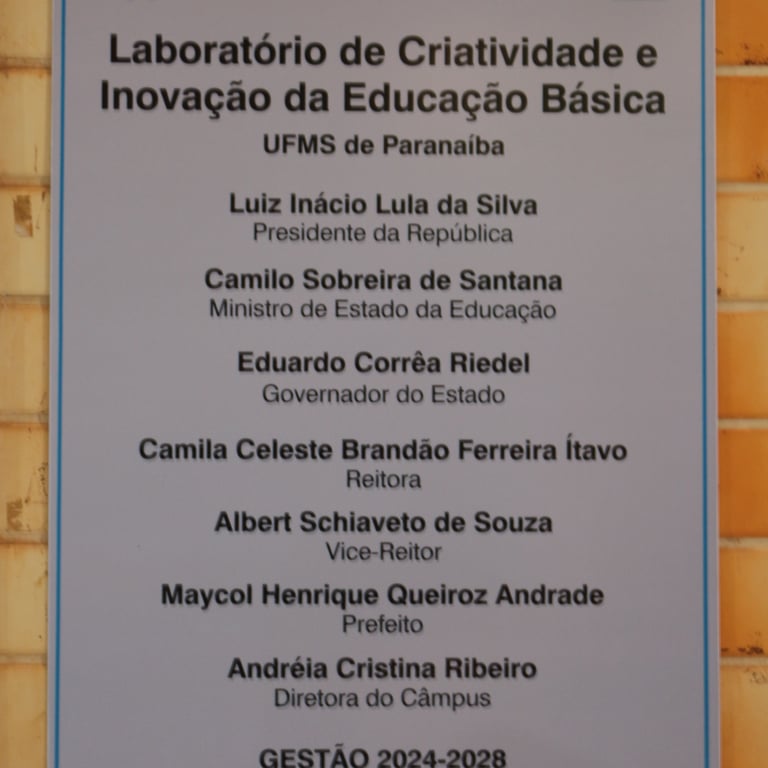 Laboratório de Criatividade e
Inovação da Educação Básica
UFMS de Paranaíba
Luiz Inácio Lula da Silva
Presidente da República
Camilo Sobreira de Santana
Ministro de Estado da Educação
Eduardo Corrêa Riedel
Governador do Estado
Camila Celeste Brandão Ferreira Ítavo
Reitora
Albert Schiaveto de Souza
Vice-Reitor
Maycol Henrique Queiroz Andrade
Prefeito
Andréia Cristina Ribeiro
Diretora do Câmpus
GESTÃO 2024-2028